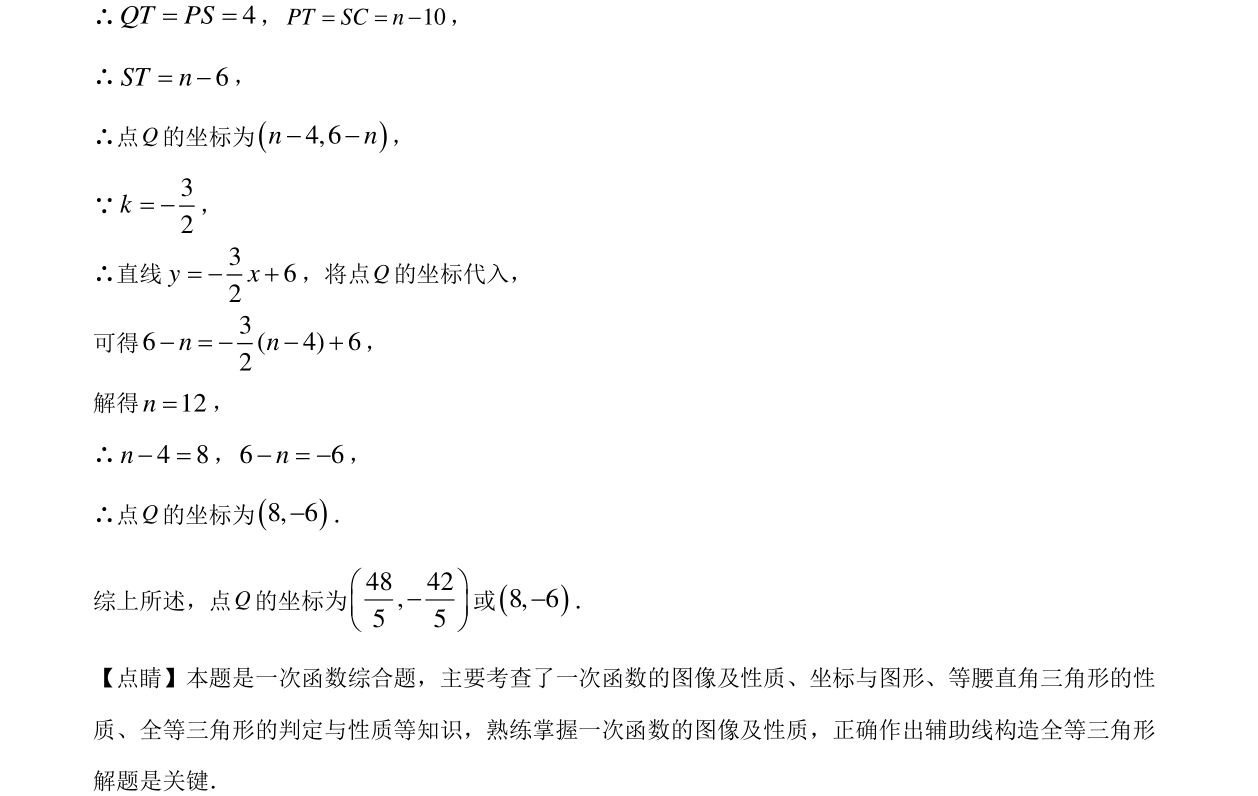 ∴QT=PS=4，PT=SC=n−10，
∴ST=n−6，
∴点Q的坐标为(n−4,6−n)，
∵k=−3/2，
∴直线y=−3/2x+6，将点Q的坐标代入，
可得6−n=−3/2(n−4)+6，
解得n=12，
∴n−4=8，6−n=−6，
∴点Q的坐标为(8,−6)．
综上所述，点Q的坐标为(48/5,−42/5)或(8,−6)．
【点睛】本题是一次函数综合题，主要考查了一次函数的图像及性质、坐标与图形、等腰直角三角形的性
质、全等三角形的判定与性质等知识，熟练掌握一次函数的图像及性质，正确作出辅助线构造全等三角形
解题是关键．